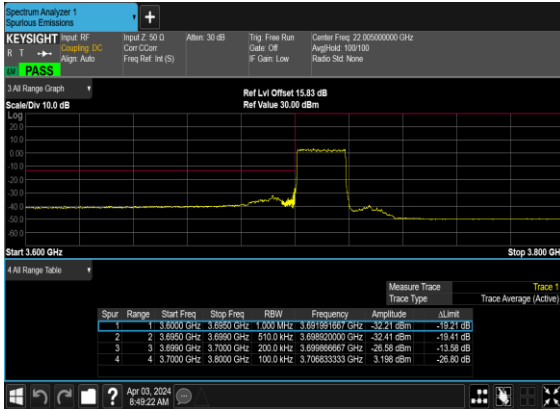 Spectrum Analyzer 1
Spurious Emissions
+
KEYSIGHT Input: RF Input Z: 50 Ω Atten: 30 dB Trig: Free Run Center Freq: 22.005000000 GHz
R T Coupling: DC Corr CCorr Gate: Off Avg|Hold: 100/100
Align: Auto Freq Ref: Int (S) IF Gain: Low Radio Std: None
PASS
3 All Range Graph
Ref Lvl Offset 15.83 dB
Scale/Div 10.0 dB Ref Value 30.00 dBm
Log
20.0
10.0
0.00
-10.0
-20.0
-30.0
-40.0
-50.0
-60.0
Start 3.600 GHz Stop 3.800 GH
4 All Range Table
Measure Trace Trace 1
Trace Type Trace Average (Active)
Spur Range Start Freq Stop Freq RBW Frequency Amplitude ΔLimit
1 1 3.6000 GHz 3.6950 GHz 1.000 MHz 3.691991667 GHz -32.21 dBm -19.21 dB
2 2 3.6950 GHz 3.6990 GHz 510.0 kHz 3.698920000 GHz -32.41 dBm -19.41 dB
3 3 3.6990 GHz 3.7000 GHz 200.0 kHz 3.699866667 GHz -26.58 dBm -13.58 dB
4 4 3.7000 GHz 3.8000 GHz 100.0 kHz 3.706833333 GHz 3.198 dBm -26.80 dB
?
Apr 03, 2024
8:49:22 AM